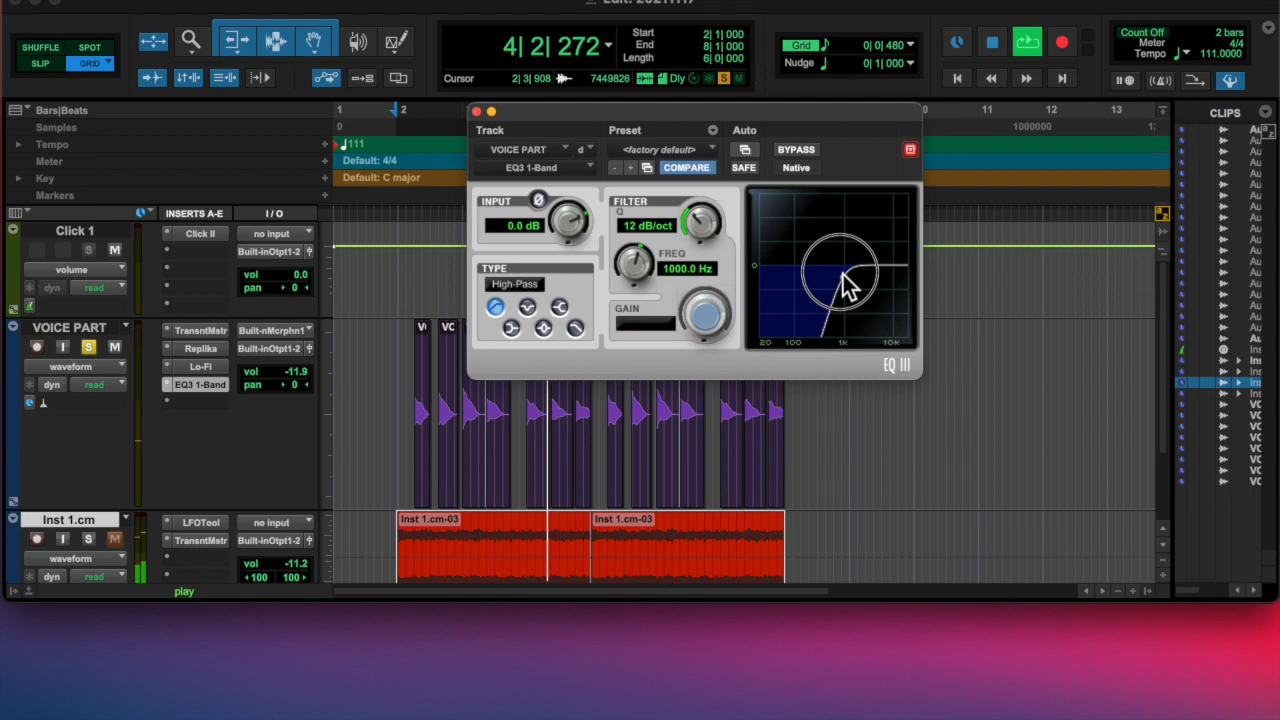 SHUFFLE SPOT
SLIP GRID
4| 2| 272
Start 2| 1| 000
End 8| 1| 000
Length 6| 0| 000
Cursor 2| 3| 908 7449826 Dly S M
Grid 0| 0| 480
Nudge 0| 1| 000
Count Off 2 bars
Meter 4/4
Tempo 111.0000
Bars|Beats 1 2 0 11 12 13
Samples 0 1000000
Tempo 111
Meter Default: 4/4
Key Default: C major
Markers
INSERTS A-E I / O
CLIPS
Track Preset Auto
VOICE PART d <factory default> BYPASS
EQ3 1-Band - + COMPARE SAFE Native
INPUT
0.0 dB
FILTER
Q
12 dB/oct
FREQ
1000.0 Hz
TYPE
High-Pass
GAIN
0
20 100 1k 10k
EQ III
Click 1
S M
volume
dyn read
Click II
no input
Built-inOtpt1-2
vol 0.0
pan 0
VOICE PART
I S M
waveform
dyn read
TransntMstr
Replika
Lo-Fi
EQ3 1-Band
Built-nMcrphn1
Built-inOtpt1-2
vol -11.9
pan 0
VC
Inst 1.cm
I S M
waveform
dyn read
LFOTool
TransntMstr
no input
Built-inOtpt1-2
vol -11.2
100 100
Inst 1.cm-03 Inst 1.cm-03
play